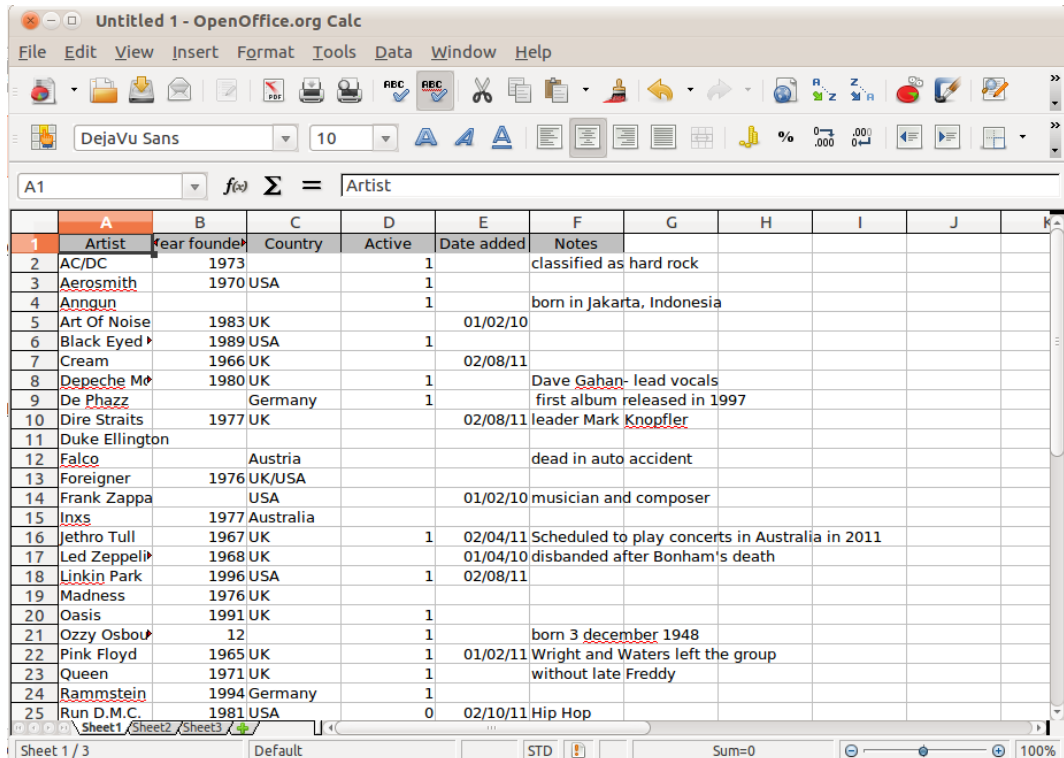 Untitled 1 - OpenOffice.org Calc
File Edit View Insert Format Tools Data Window Help
PDF ABC ABC A Z Z A
DejaVu Sans 10 A A A % 0 .000 .000 0
A1 f(x) Σ = Artist
A B C D E F G H I J K
1 Artist Year founde Country Active Date added Notes
2 AC/DC 1973 1 classified as hard rock
3 Aerosmith 1970 USA 1
4 Anngun 1 born in Jakarta, Indonesia
5 Art Of Noise 1983 UK 01/02/10
6 Black Eyed 1989 USA 1
7 Cream 1966 UK 02/08/11
8 Depeche Mo 1980 UK 1 Dave Gahan- lead vocals
9 De Phazz Germany 1 first album released in 1997
10 Dire Straits 1977 UK 02/08/11 leader Mark Knopfler
11 Duke Ellington
12 Falco Austria dead in auto accident
13 Foreigner 1976 UK/USA
14 Frank Zappa USA 01/02/10 musician and composer
15 Inxs 1977 Australia
16 Jethro Tull 1967 UK 1 02/04/11 Scheduled to play concerts in Australia in 2011
17 Led Zeppeli 1968 UK 01/04/10 disbanded after Bonham's death
18 Linkin Park 1996 USA 1 02/08/11
19 Madness 1976 UK
20 Oasis 1991 UK 1
21 Ozzy Osbou 12 1 born 3 december 1948
22 Pink Floyd 1965 UK 1 01/02/11 Wright and Waters left the group
23 Queen 1971 UK 1 without late Freddy
24 Rammstein 1994 Germany 1
25 Run D.M.C. 1981 USA 0 02/10/11 Hip Hop
Sheet1 Sheet2 Sheet3
Sheet 1 / 3 Default STD Sum=0 100%